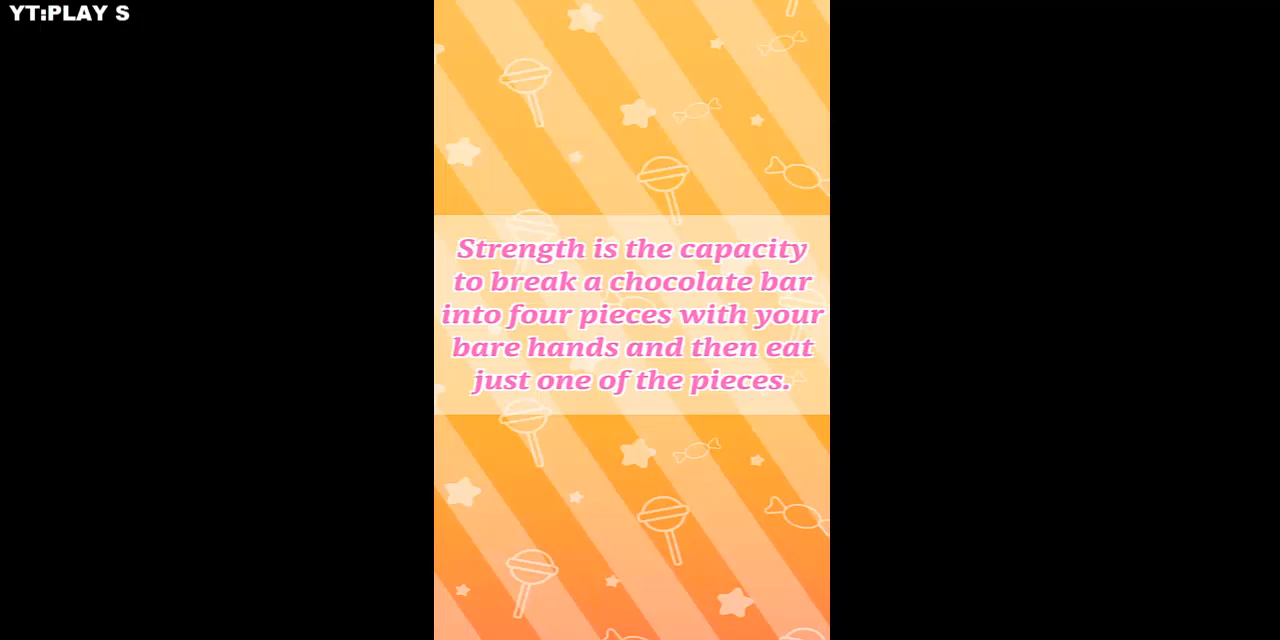 YT:PLAY S
Strength is the capacity
to break a chocolate bar
into four pieces with your
bare hands and then eat
just one of the pieces.